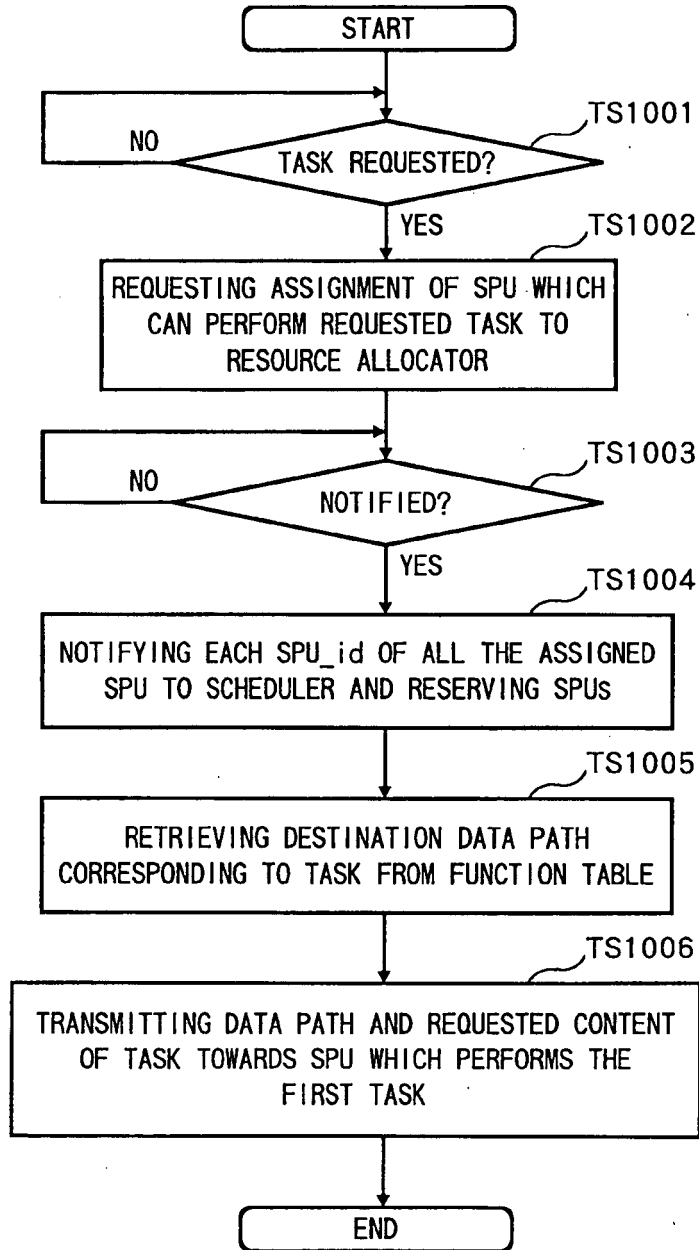 START
TS1001
NO
TASK REQUESTED?
YES
TS1002
REQUESTING ASSIGNMENT OF SPU WHICH
CAN PERFORM REQUESTED TASK TO
RESOURCE ALLOCATOR
TS1003
NO
NOTIFIED?
YES
TS1004
NOTIFYING EACH SPU_id OF ALL THE ASSIGNED
SPU TO SCHEDULER AND RESERVING SPUs
TS1005
RETRIEVING DESTINATION DATA PATH
CORRESPONDING TO TASK FROM FUNCTION TABLE
TS1006
TRANSMITTING DATA PATH AND REQUESTED CONTENT
OF TASK TOWARDS SPU WHICH PERFORMS THE
FIRST TASK
END